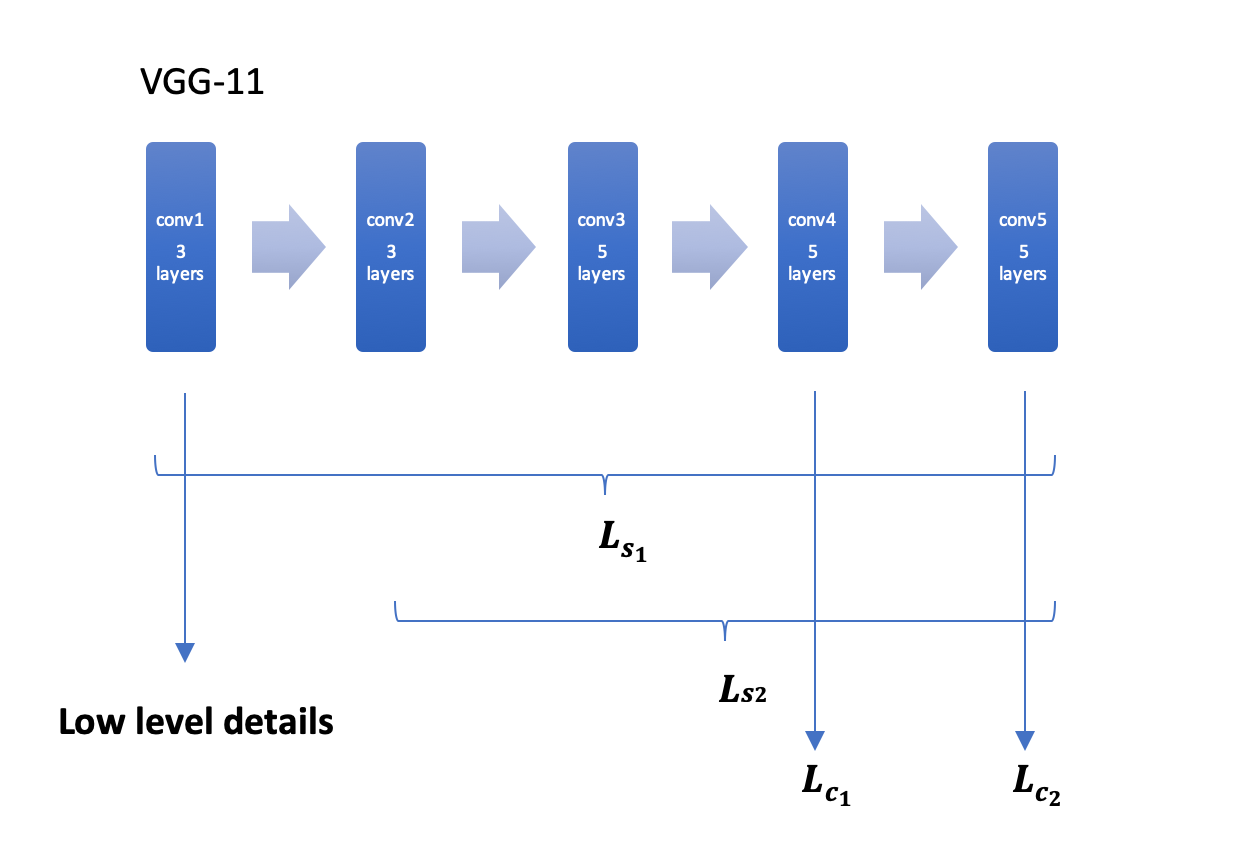 VGG-11
conv1
3
layers
conv2
3
layers
conv3
5
layers
conv4
5
layers
conv5
5
layers
L_{s_1}
L_{s2}
Low level details
L_{c_1}
L_{c_2}